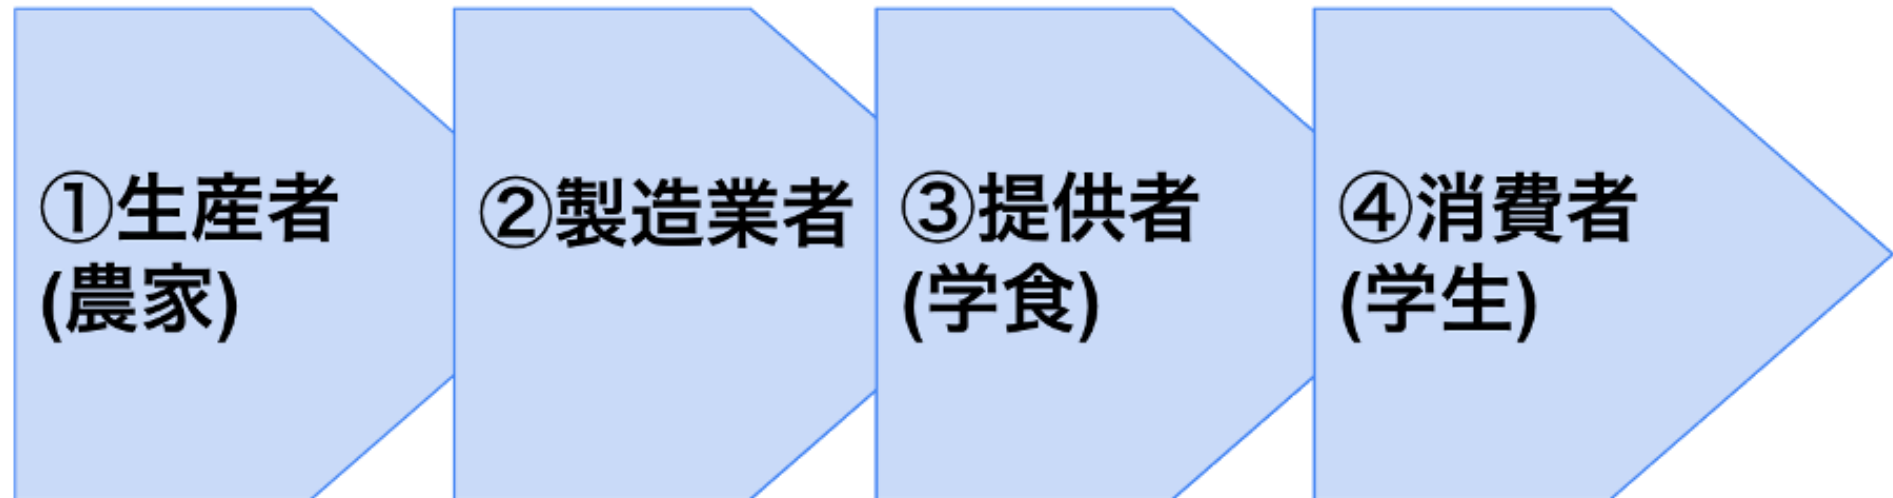 ①生産者
(農家)
②製造業者
③提供者
(学食)
④消費者
(学生)